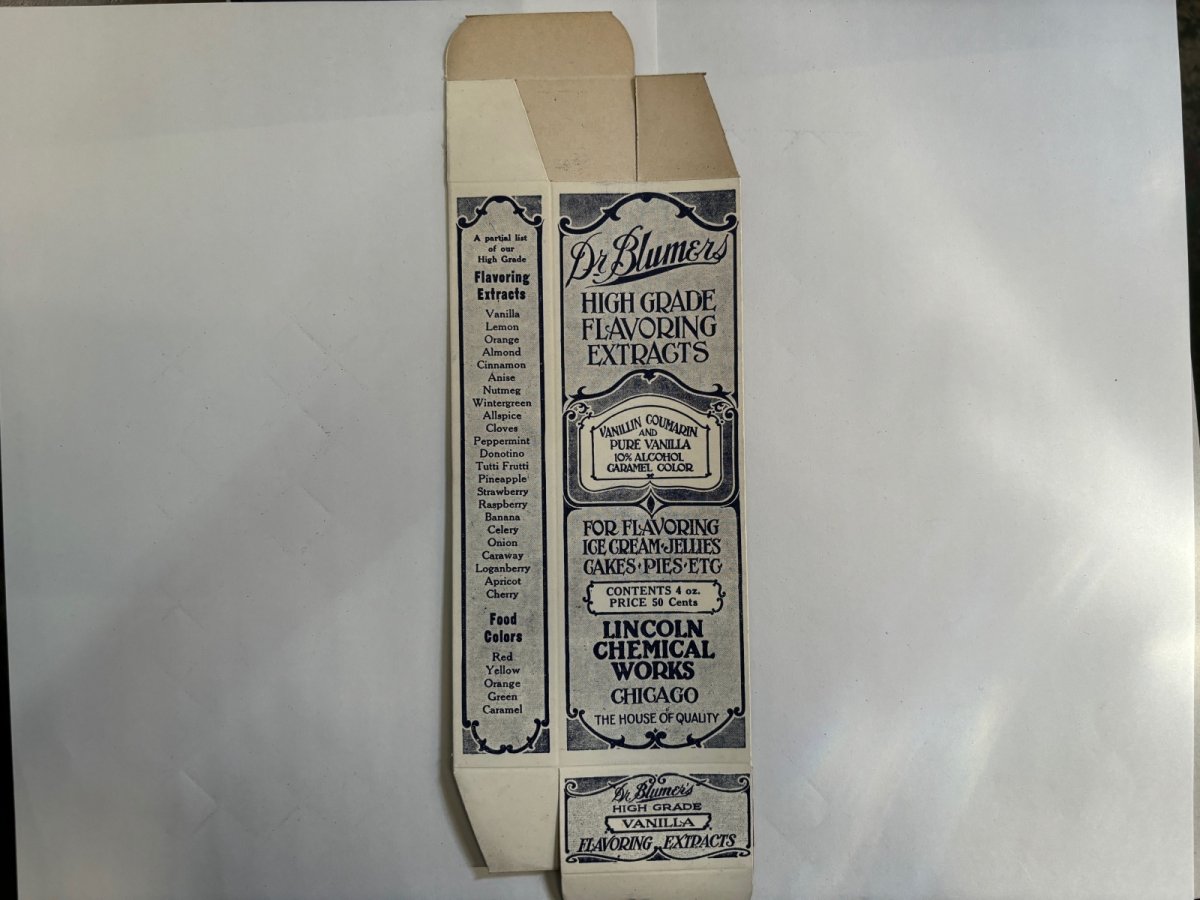 A partial list
of our
High Grade
Flavoring
Extracts
Vanilla
Lemon
Orange
Almond
Cinnamon
Anise
Nutmeg
Wintergreen
Allspice
Cloves
Peppermint
Donotino
Tutti Frutti
Pineapple
Strawberry
Raspberry
Banana
Celery
Onion
Caraway
Loganberry
Apricot
Cherry
Food
Colors
Red
Yellow
Orange
Green
Caramel
Dr Blumers
HIGH GRADE
FLAVORING
EXTRACTS
VANILLIN COUMARIN
AND
PURE VANILLA
10% ALCOHOL
CARAMEL COLOR
FOR FLAVORING
ICE CREAM·JELLIES
CAKES·PIES·ETC
CONTENTS 4 oz.
PRICE 50 Cents
LINCOLN
CHEMICAL
WORKS
CHICAGO
THE HOUSE OF QUALITY
Dr Blumer's
HIGH GRADE
VANILLA
FLAVORING EXTRACTS